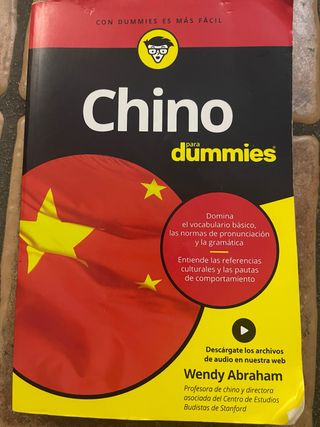 CON DUMMIES ES MÁS FÁCIL
Chino
para
dummies®
Domina
el vocabulario básico,
las normas de pronunciación
y la gramática
Entiende las referencias
culturales y las pautas
de comportamiento
Descárgate los archivos
de audio en nuestra web
Wendy Abraham
Profesora de chino y directora
asociada del Centro de Estudios
Budistas de Stanford